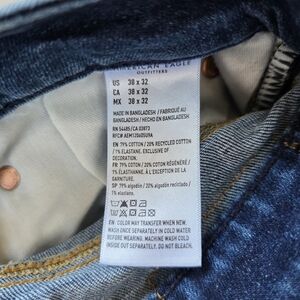 AMERICAN EAGLE
OUTFITTERS
US 38 X 32
CA 38 X 32
MX 38 X 32
MADE IN BANGLADESH / FABRIQUÉ AU
BANGLADESH / HECHO EN BANGLADESH
RN 54485/CA 03873
EN 79% COTTON / 20% RECYCLED COTTON
/ 1% ELASTANE. EXCLUSIVE OF
DECORATION.
FR 79% COTON / 20% COTON RÉGÉNÉRÉ /
1% ÉLASTHANNE. À L'EXCEPTION DE LA
GARNITURE.
SP 79% algodón / 20% algodón reciclado /
1% elastano.
EN: COLOR MAY TRANSFER WHEN NEW.
WASH ONCE SEPARATELY IN COLD WATER
BEFORE WEARING. MACHINE WASH COLD
INSIDE OUT SEPARATELY. DO NOT BLEACH.